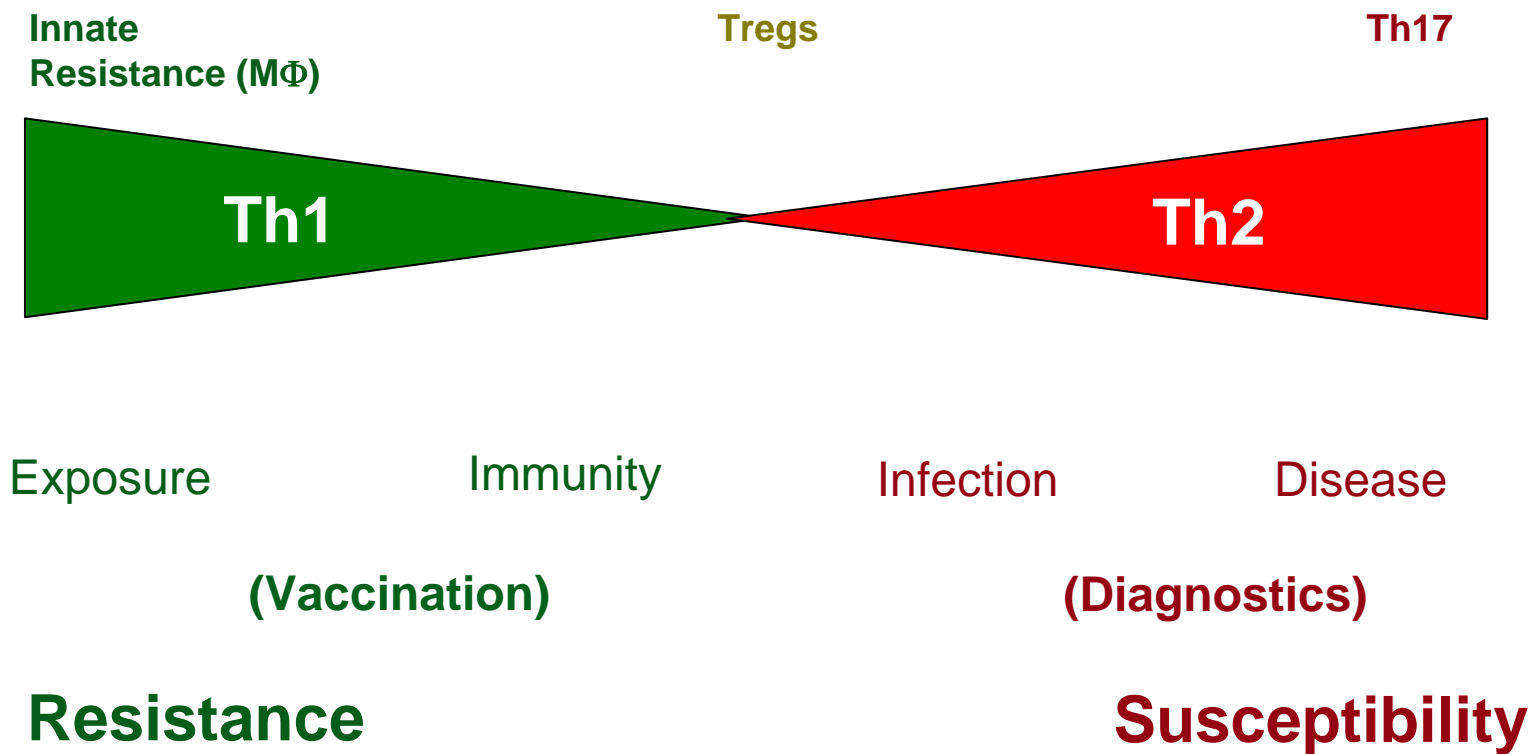 Innate
Resistance (MΦ)
Tregs
Th17
Th1
Th2
Exposure
Immunity
Infection
Disease
(Vaccination)
(Diagnostics)
Resistance
Susceptibility